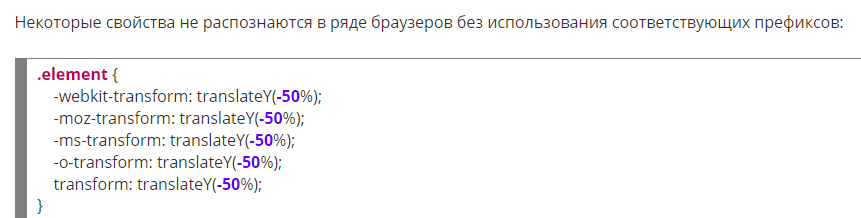 Некоторые свойства не распознаются в ряде браузеров без использования соответствующих префиксов:
.element {
-webkit-transform: translateY(-50%);
-moz-transform: translateY(-50%);
-ms-transform: translateY(-50%);
-o-transform: translateY(-50%);
transform: translateY(-50%);
}